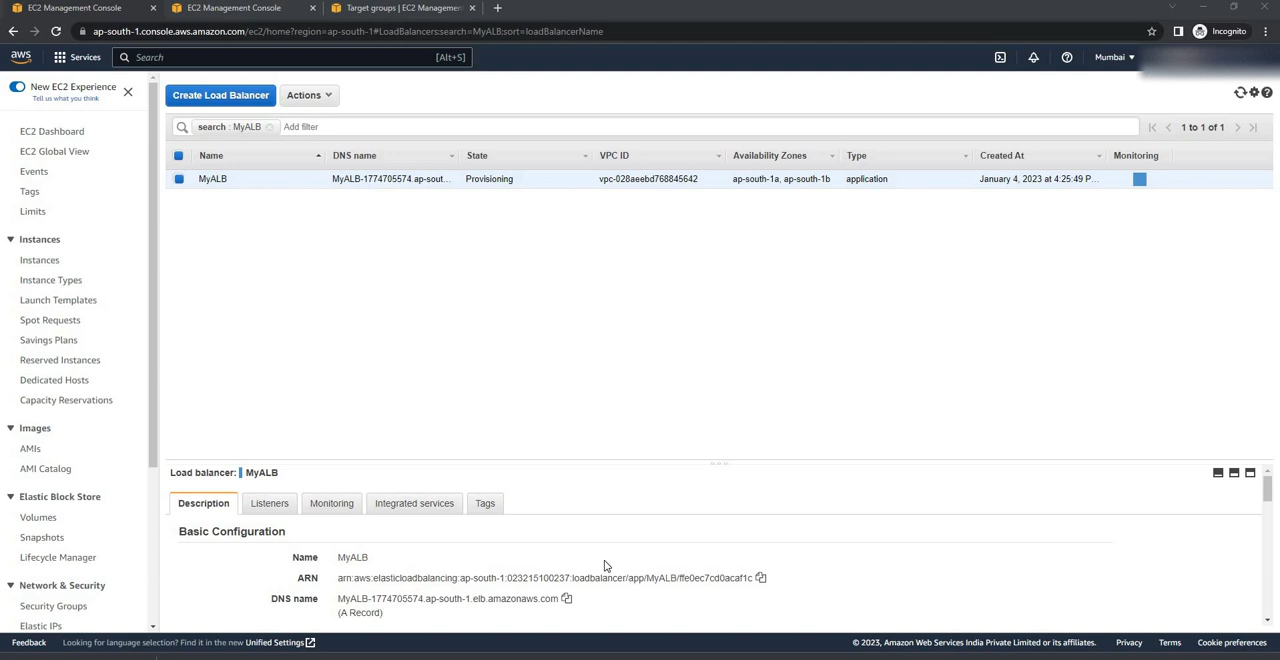 EC2 Management Console
EC2 Management Console
Target groups | EC2 Management
ap-south-1.console.aws.amazon.com/ec2/home?region=ap-south-1#LoadBalancers:search=MyALB;sort=loadBalancerName
Incognito
aws
Services
Search
[Alt+S]
Mumbai
New EC2 Experience
Tell us what you think
Create Load Balancer
Actions
search : MyALB
Add filter
1 to 1 of 1
Name
DNS name
State
VPC ID
Availability Zones
Type
Created At
Monitoring
MyALB
MyALB-1774705574.ap-sout...
Provisioning
vpc-028aeebd768845642
ap-south-1a, ap-south-1b
application
January 4, 2023 at 4:25:49 P...
EC2 Dashboard
EC2 Global View
Events
Tags
Limits
Instances
Instances
Instance Types
Launch Templates
Spot Requests
Savings Plans
Reserved Instances
Dedicated Hosts
Capacity Reservations
Images
AMIs
AMI Catalog
Elastic Block Store
Volumes
Snapshots
Lifecycle Manager
Network & Security
Security Groups
Elastic IPs
Load balancer: MyALB
Description
Listeners
Monitoring
Integrated services
Tags
Basic Configuration
Name
MyALB
ARN
arn:aws:elasticloadbalancing:ap-south-1:023215100237:loadbalancer/app/MyALB/ffe0ec7cd0acaf1c
DNS name
MyALB-1774705574.ap-south-1.elb.amazonaws.com
(A Record)
Feedback
Looking for language selection? Find it in the new Unified Settings
© 2023, Amazon Web Services India Private Limited or its affiliates.
Privacy
Terms
Cookie preferences